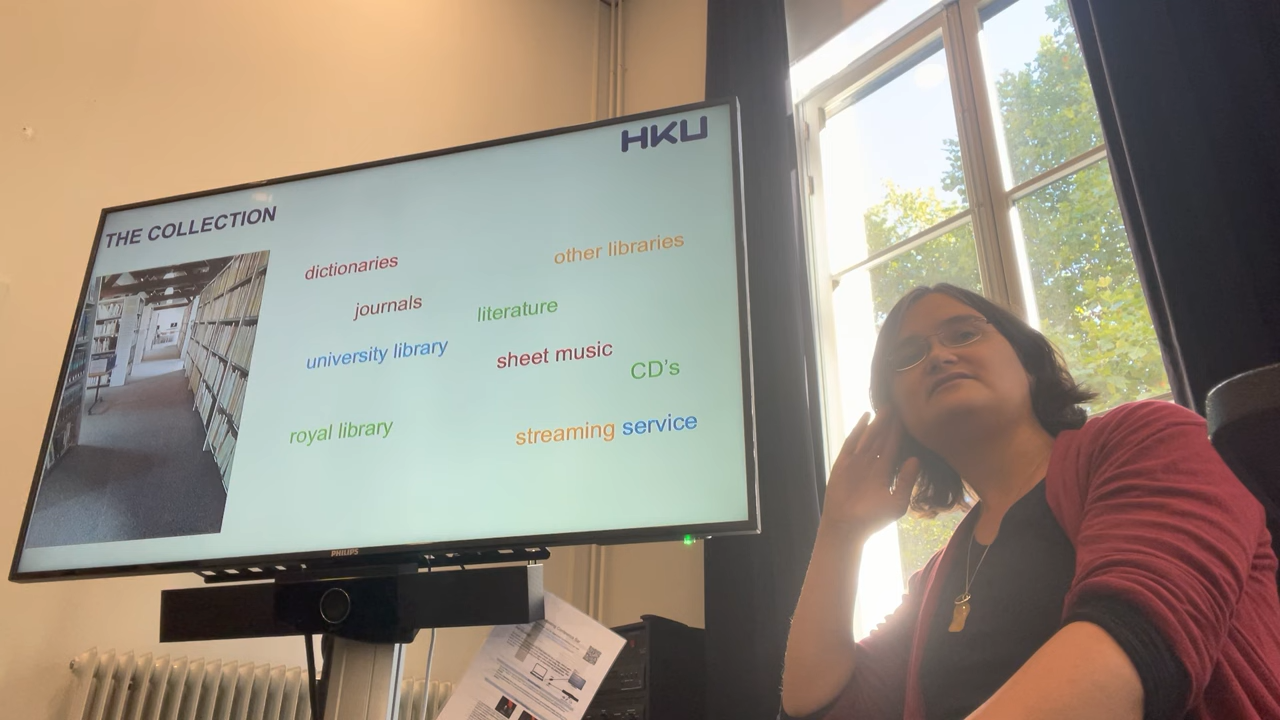 HKU
THE COLLECTION
dictionaries
other libraries
journals
literature
university library
sheet music
CD's
royal library
streaming service
PHILIPS